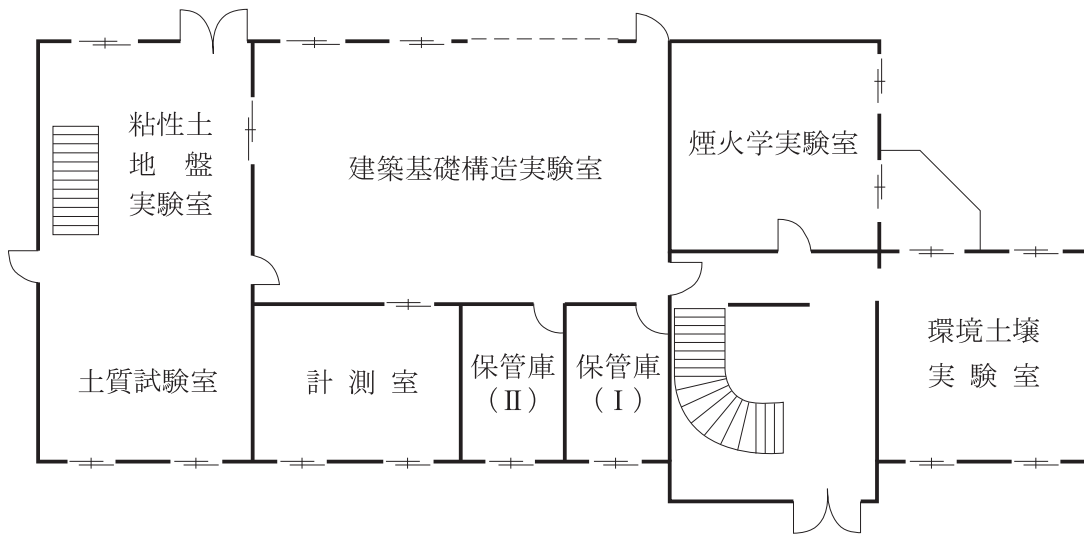 粘性土
地盤
実験室
建築基礎構造実験室
煙火学実験室
土質試験室
計測室
保管庫
(Ⅱ)
保管庫
(Ⅰ)
環境土壌
実験室